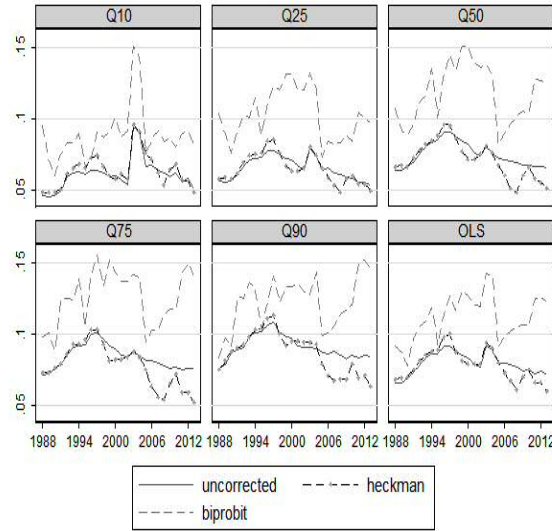 Q10
Q25
Q50
.15
.1
.05
Q75
Q90
OLS
.15
.1
.05
1988 1994 2000 2006 2012
1988 1994 2000 2006 2012
1988 1994 2000 2006 2012
uncorrected
heckman
biprobit